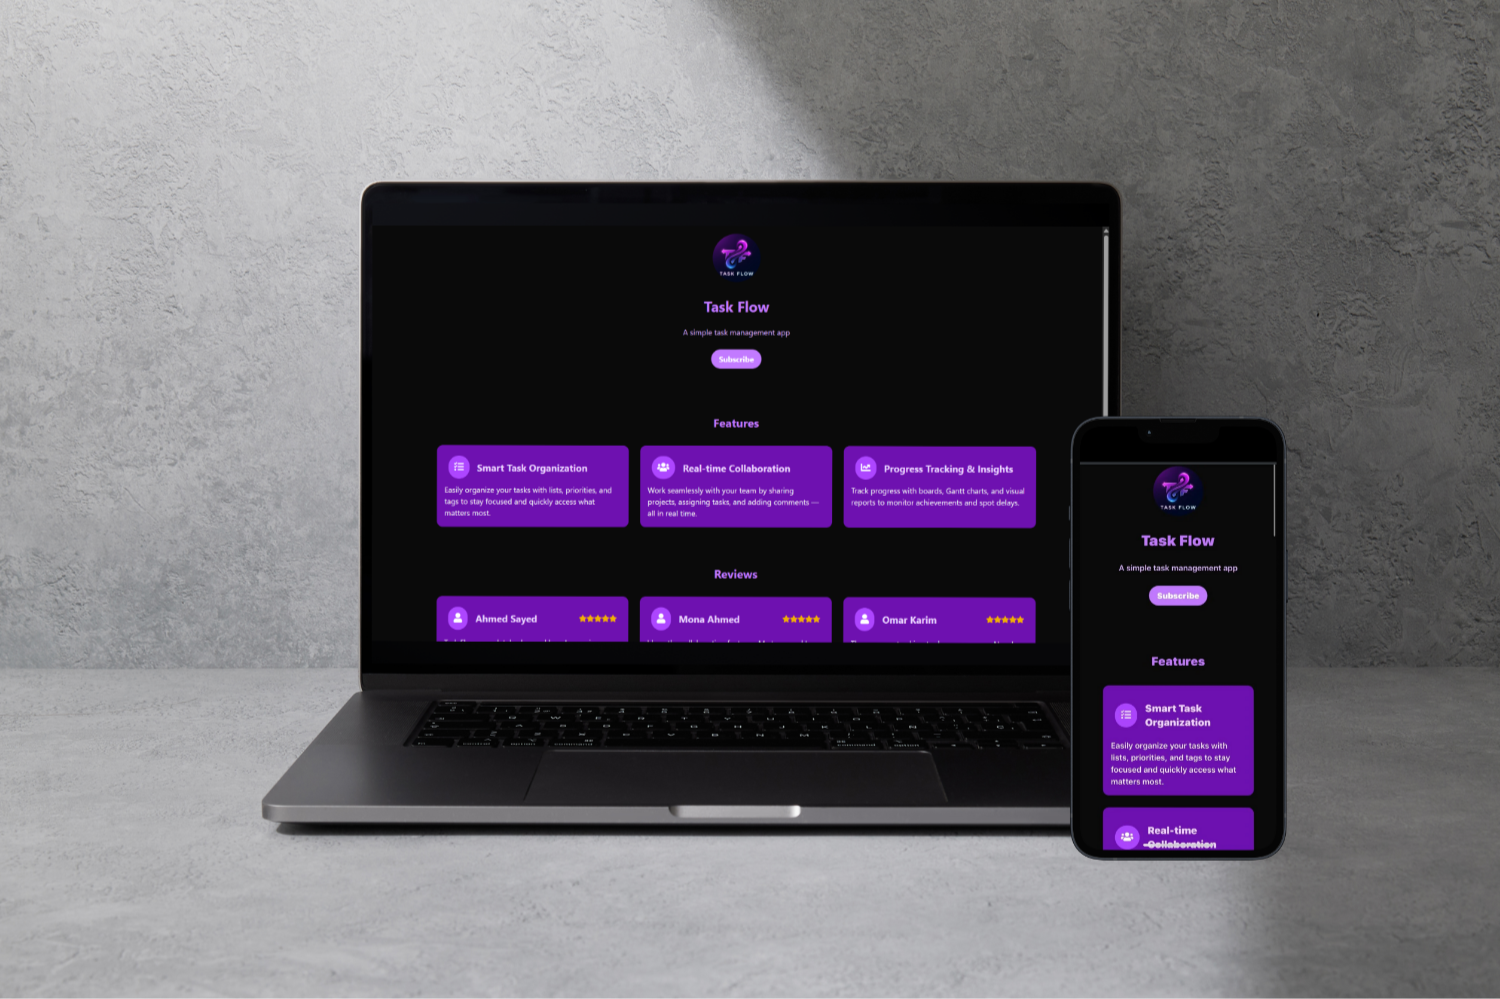 TASK FLOW
Task Flow
A simple task management app
Subscribe
Features
Smart Task Organization
Easily organize your tasks with lists, priorities, and
tags to stay focused and quickly access what
matters most.
Real-time Collaboration
Work seamlessly with your team by sharing
projects, assigning tasks, and adding comments —
all in real time.
Progress Tracking & Insights
Track progress with boards, Gantt charts, and visual
reports to monitor achievements and spot delays.
Reviews
Ahmed Sayed
Mona Ahmed
Omar Karim
TASK FLOW
Task Flow
A simple task management app
Subscribe
Features
Smart Task
Organization
Easily organize your tasks with
lists, priorities, and tags to stay
focused and quickly access what
matters most.
Real-time
Collaboration